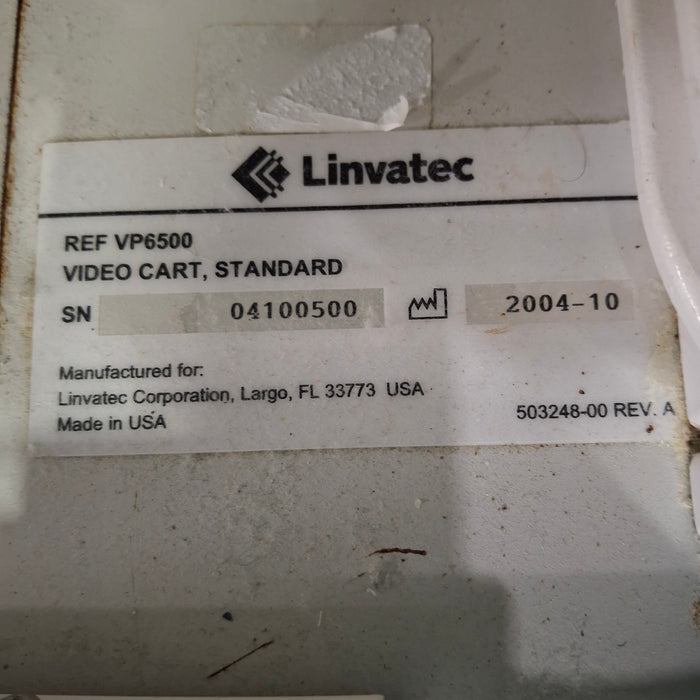 Linvatec
REF VP6500
VIDEO CART, STANDARD
SN 04100500 2004-10
Manufactured for:
Linvatec Corporation, Largo, FL 33773 USA
Made in USA
503248-00 REV. A